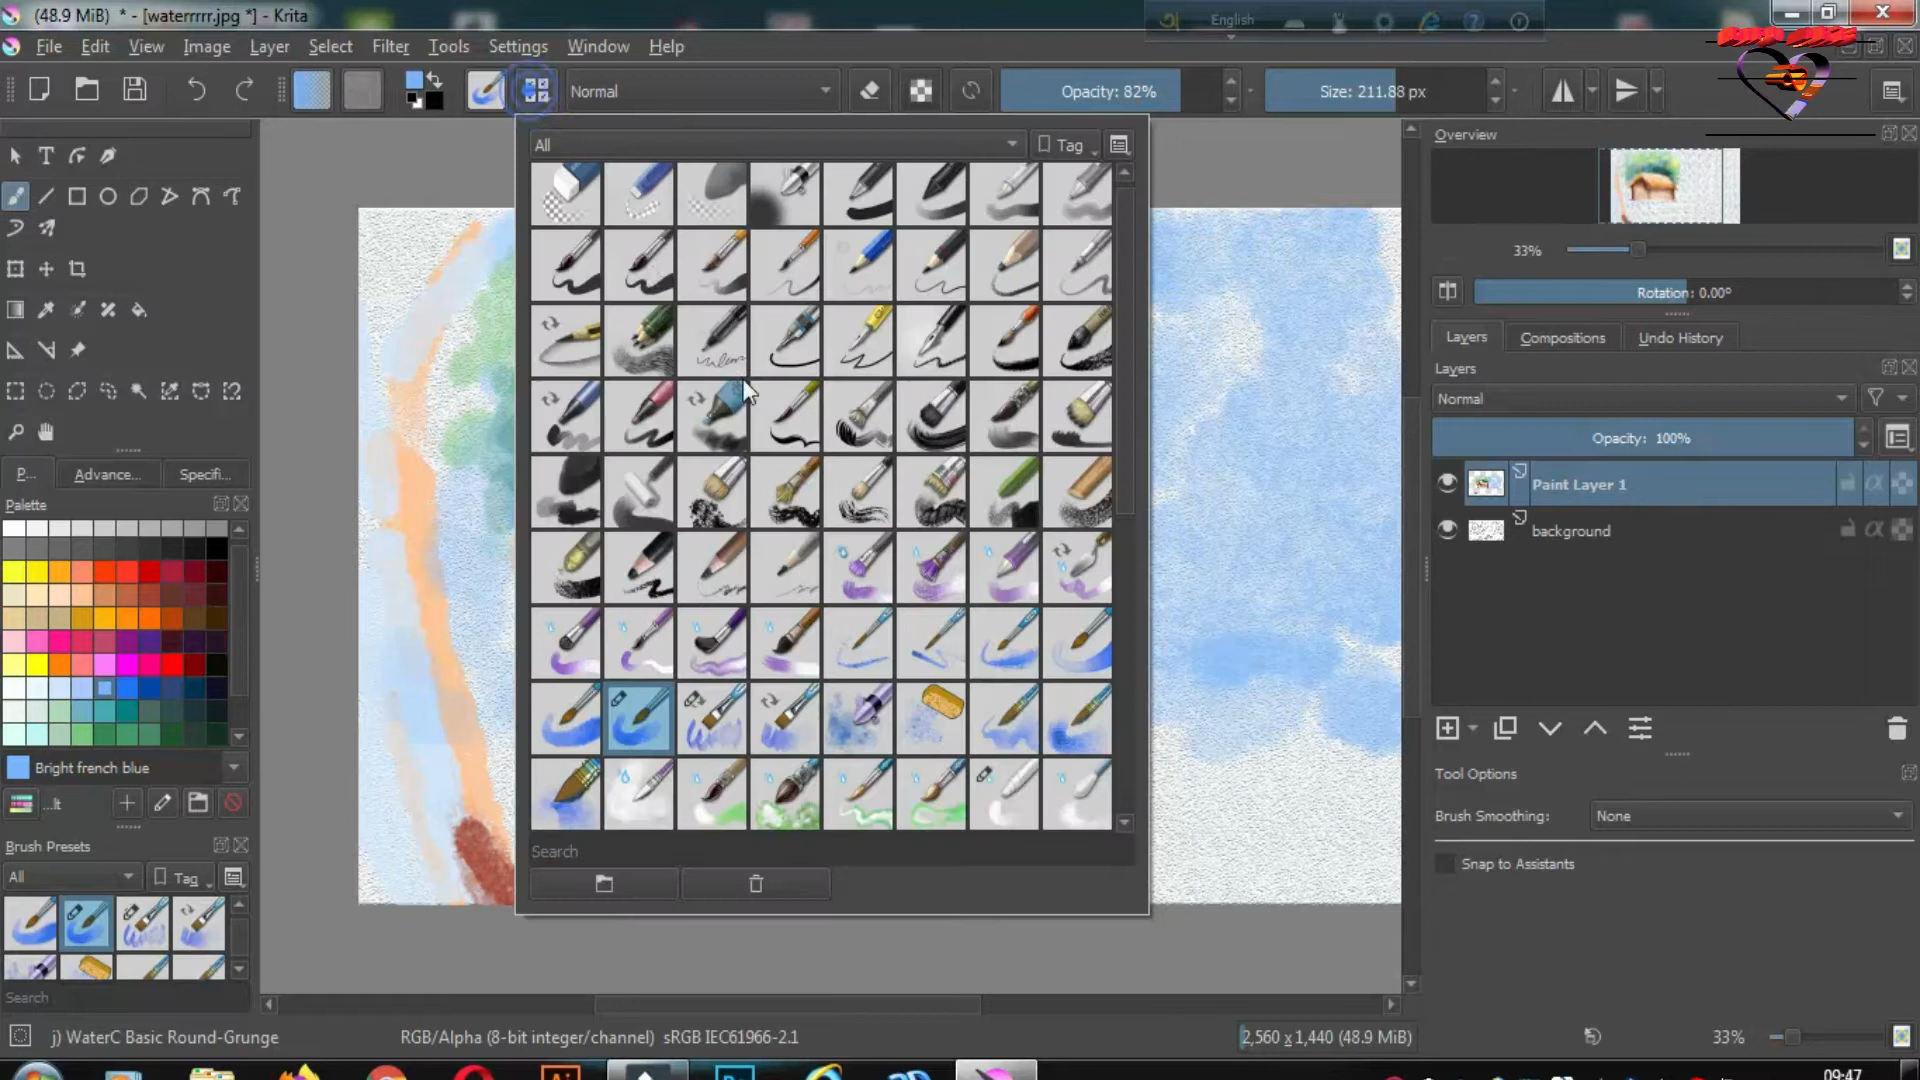 (48.9 MiB) * - [waterrrrr.jpg *] - Krita
English
File Edit View Image Layer Select Filter Tools Settings Window Help
Normal
Opacity: 82%
Size: 211.88 px
All
Tag
Overview
33%
Rotation: 0.00°
Layers Compositions Undo History
Layers
Normal
Opacity: 100%
Paint Layer 1
background
P... Advance... Specifi...
Palette
Bright french blue
...lt
Tool Options
Brush Smoothing: None
Snap to Assistants
Brush Presets
All
Tag
Search
Search
j) WaterC Basic Round-Grunge
RGB/Alpha (8-bit integer/channel) sRGB IEC61966-2.1
2,560 x 1,440 (48.9 MiB)
33%
09:47